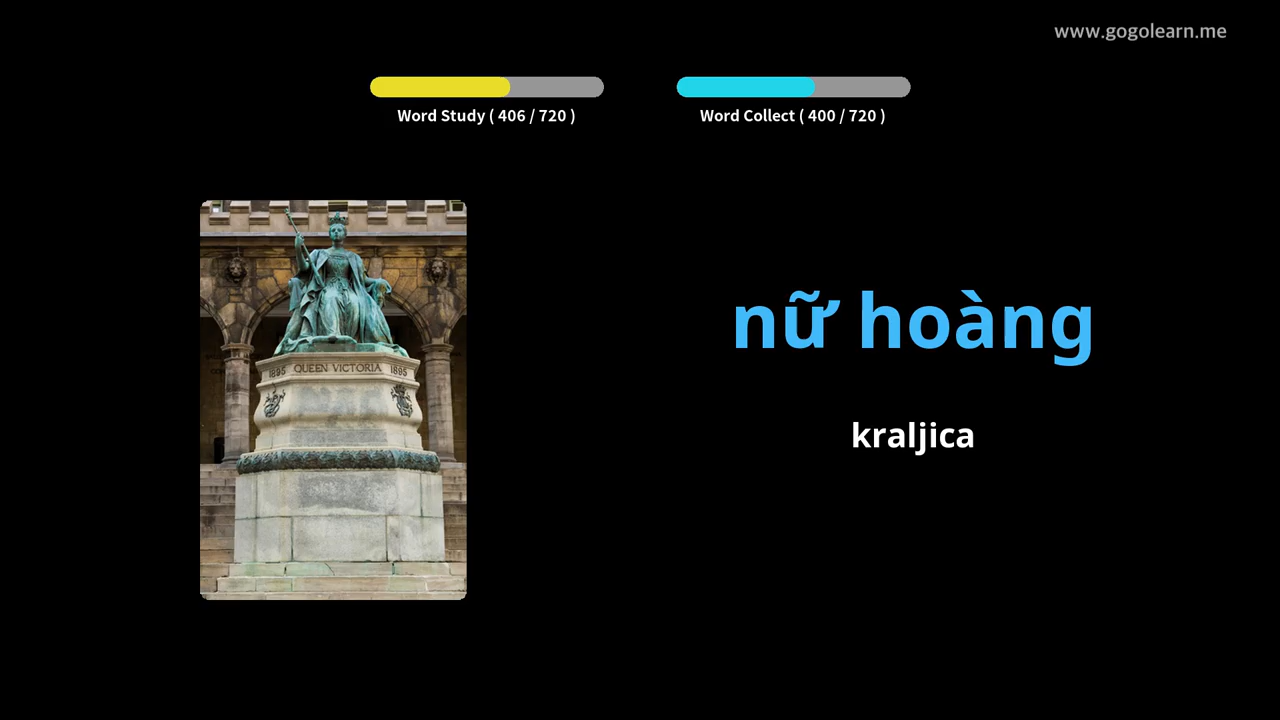 www.gogolearn.me
Word Study ( 406 / 720 )
Word Collect ( 400 / 720 )
1895 QUEEN VICTORIA 1895
nữ hoàng
kraljica